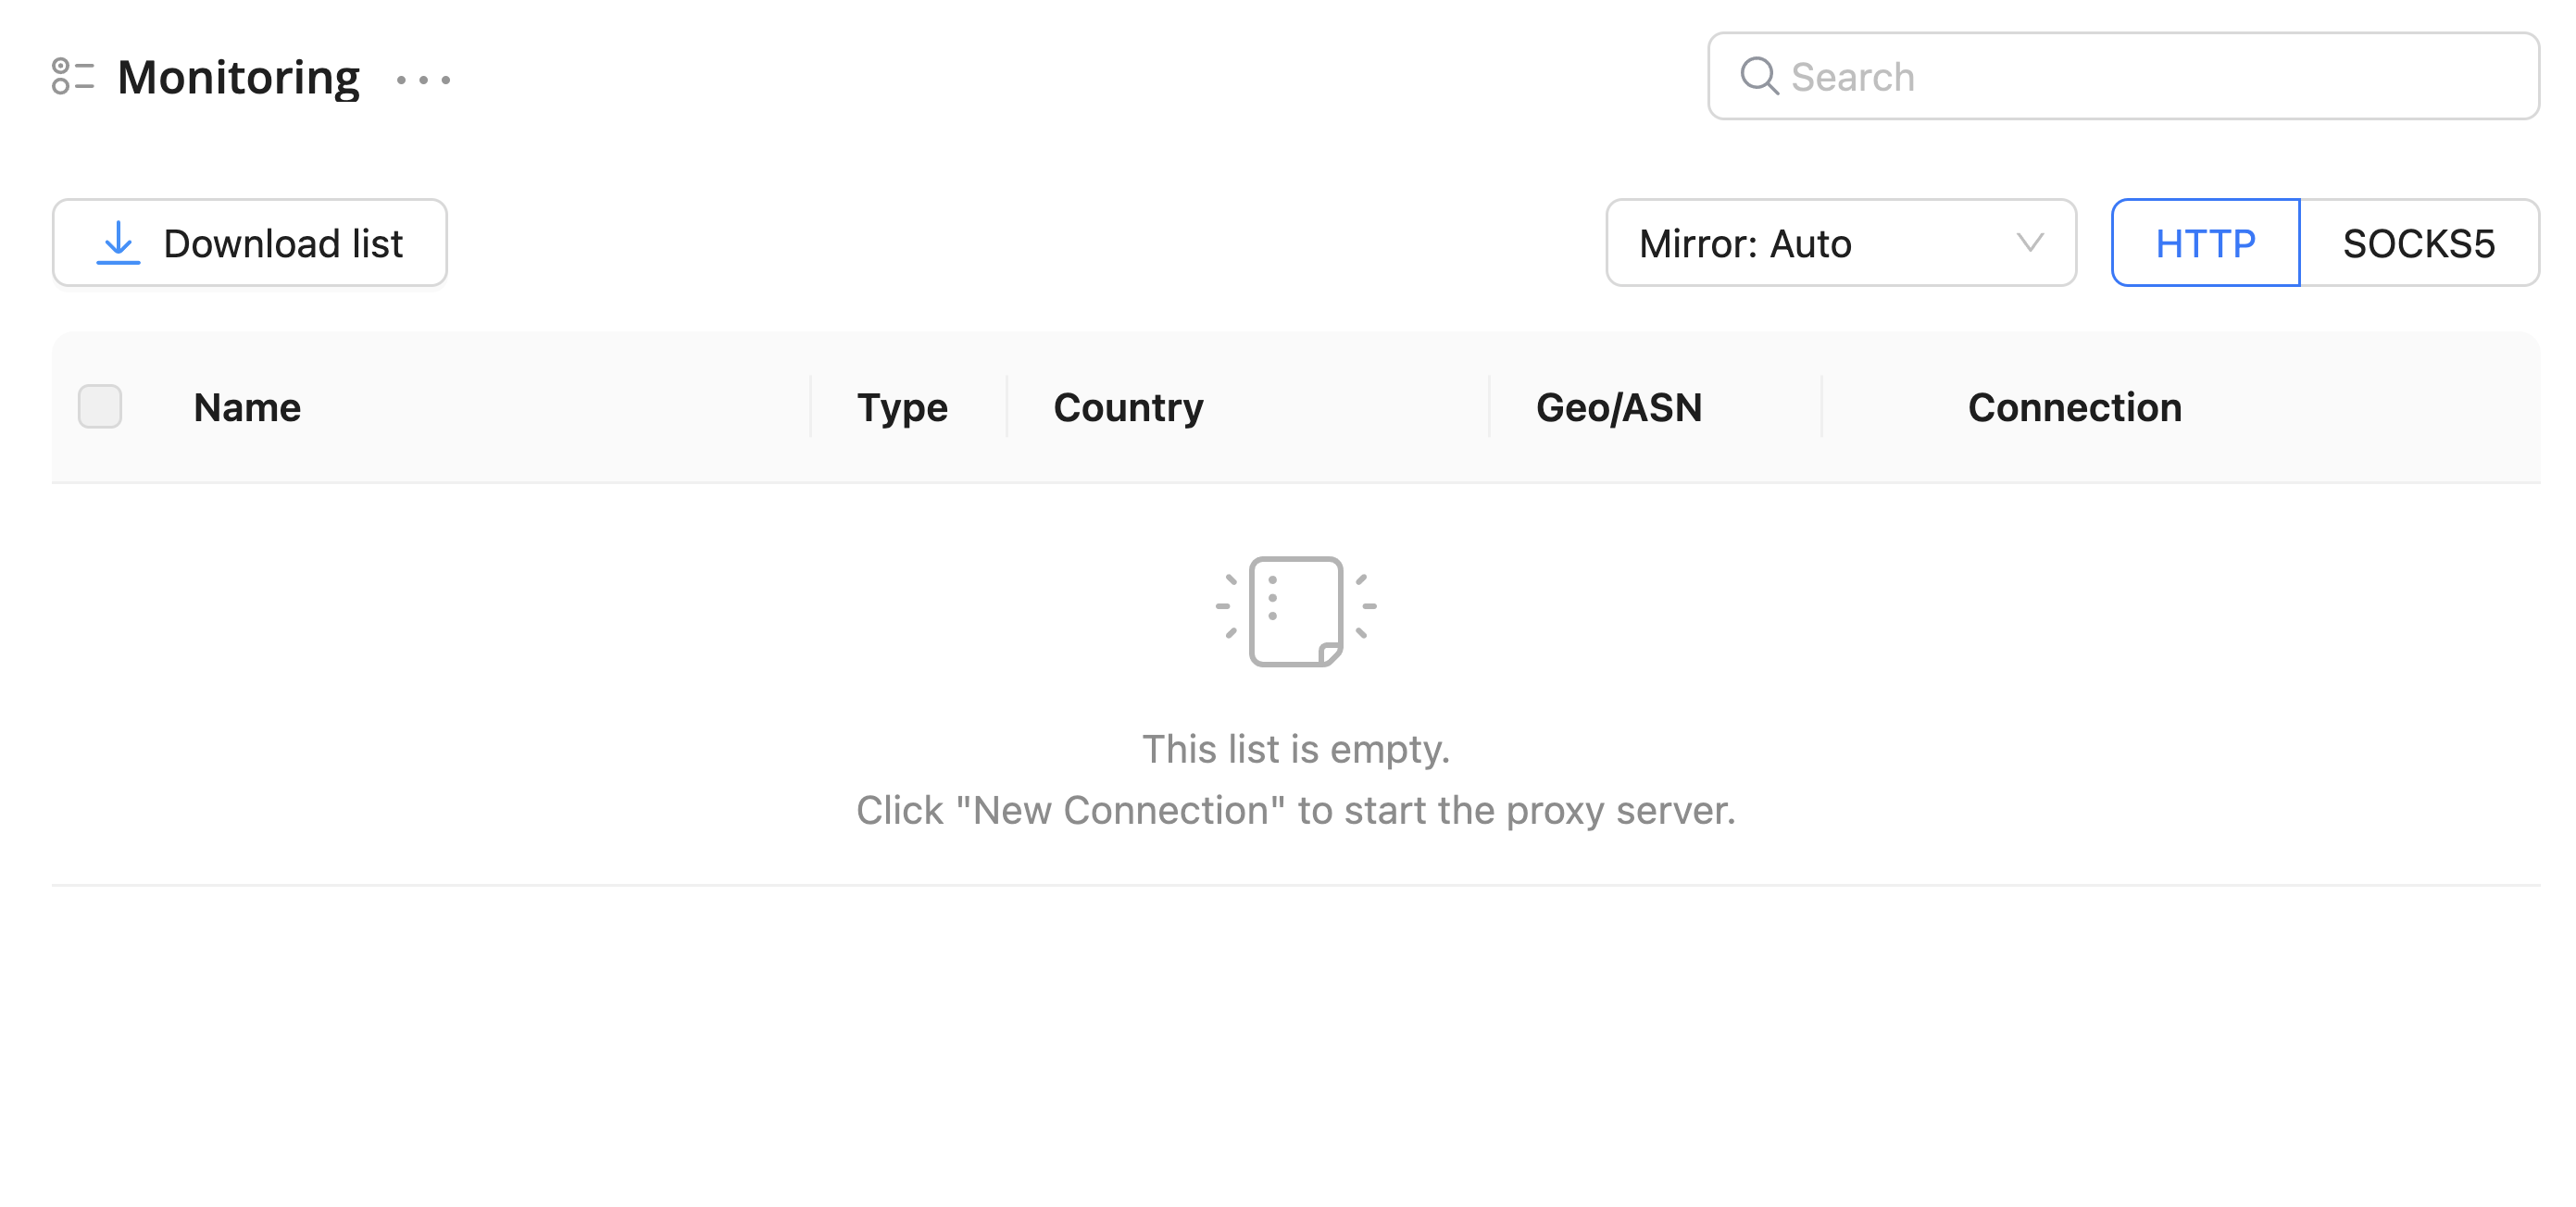 Monitoring
Search
Download list
Mirror: Auto
HTTP
SOCKS5
Name Type Country Geo/ASN Connection
This list is empty.
Click "New Connection" to start the proxy server.